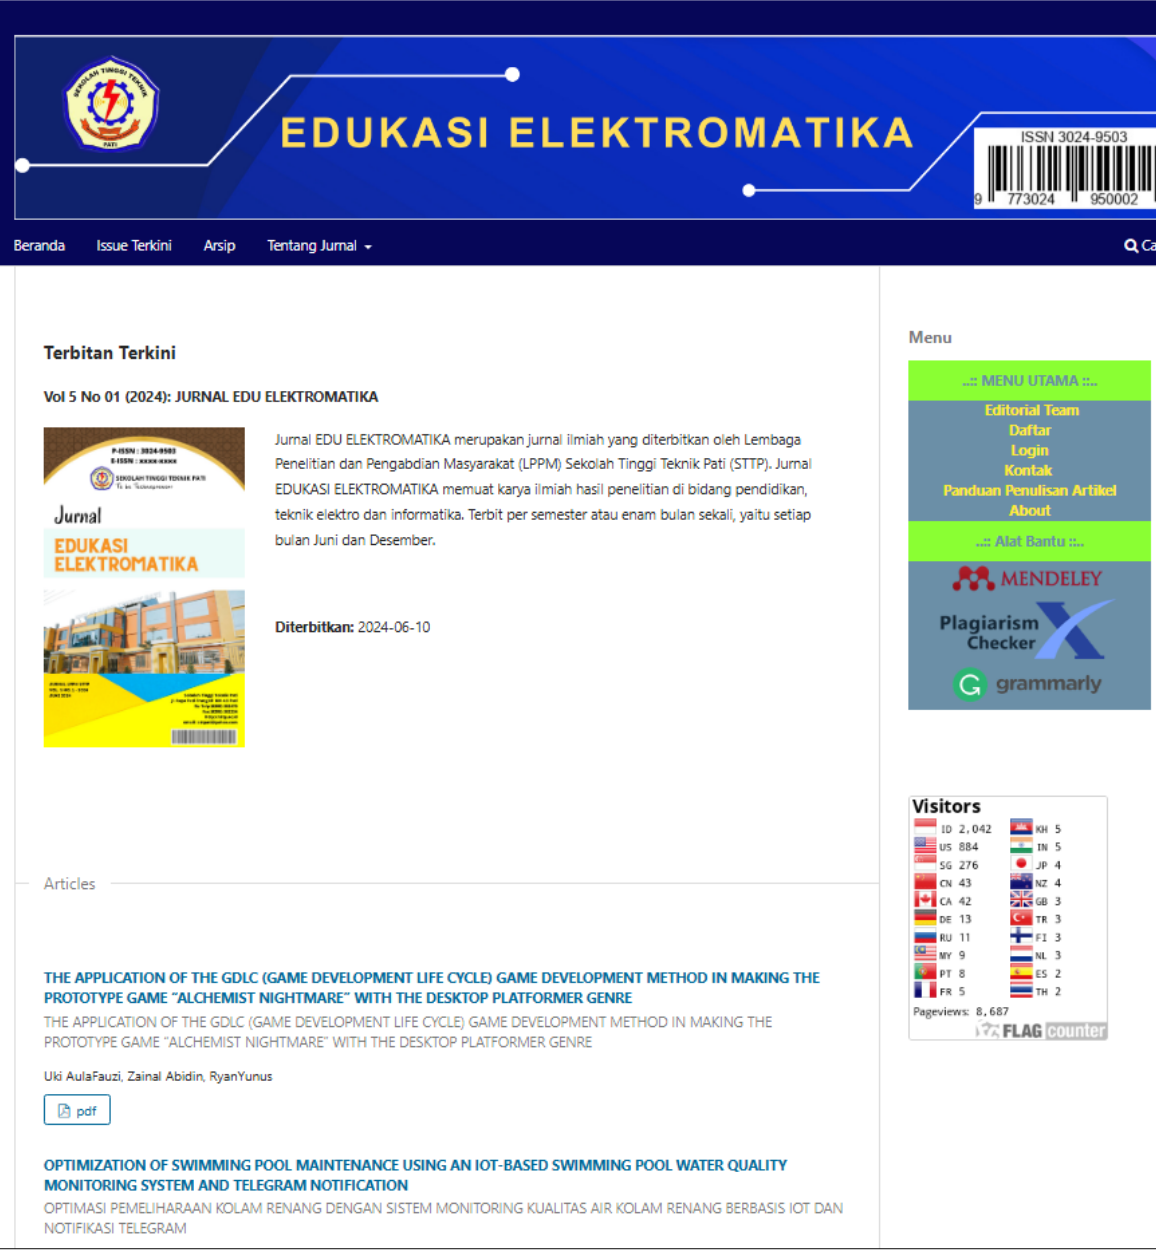 SEKOLAH TINGGI TEKNIK
PATI
EDUKASI ELEKTROMATIKA
ISSN 3024-9503
9 773024 950002
Beranda
Issue Terkini
Arsip
Tentang Jurnal
Ca
Terbitan Terkini
Vol 5 No 01 (2024): JURNAL EDU ELEKTROMATIKA
P-ISSN : 3024-9503
E-ISSN : xxxx-xxxx
SEKOLAH TINGGI TEKNIK PATI
Jurnal
EDUKASI
ELEKTROMATIKA
Jurnal EDU ELEKTROMATIKA merupakan jurnal ilmiah yang diterbitkan oleh Lembaga
Penelitian dan Pengabdian Masyarakat (LPPM) Sekolah Tinggi Teknik Pati (STTP). Jurnal
EDUKASI ELEKTROMATIKA memuat karya ilmiah hasil penelitian di bidang pendidikan,
teknik elektro dan informatika. Terbit per semester atau enam bulan sekali, yaitu setiap
bulan Juni dan Desember.
Diterbitkan: 2024-06-10
Articles
THE APPLICATION OF THE GDLC (GAME DEVELOPMENT LIFE CYCLE) GAME DEVELOPMENT METHOD IN MAKING THE
PROTOTYPE GAME “ALCHEMIST NIGHTMARE” WITH THE DESKTOP PLATFORMER GENRE
THE APPLICATION OF THE GDLC (GAME DEVELOPMENT LIFE CYCLE) GAME DEVELOPMENT METHOD IN MAKING THE
PROTOTYPE GAME “ALCHEMIST NIGHTMARE” WITH THE DESKTOP PLATFORMER GENRE
Uki AulaFauzi, Zainal Abidin, RyanYunus
pdf
OPTIMIZATION OF SWIMMING POOL MAINTENANCE USING AN IOT-BASED SWIMMING POOL WATER QUALITY
MONITORING SYSTEM AND TELEGRAM NOTIFICATION
OPTIMASI PEMELIHARAAN KOLAM RENANG DENGAN SISTEM MONITORING KUALITAS AIR KOLAM RENANG BERBASIS IOT DAN
NOTIFIKASI TELEGRAM
Menu
..:: MENU UTAMA ::..
Editorial Team
Daftar
Login
Kontak
Panduan Penulisan Artikel
About
..:: Alat Bantu ::..
MENDELEY
Plagiarism
Checker X
G grammarly
Visitors
ID 2,042 KH 5
US 884 IN 5
SG 276 JP 4
CN 43 NZ 4
CA 42 GB 3
DE 13 TR 3
RU 11 FI 3
MY 9 NL 3
PT 8 ES 2
FR 5 TH 2
Pageviews: 8,687
FLAG counter